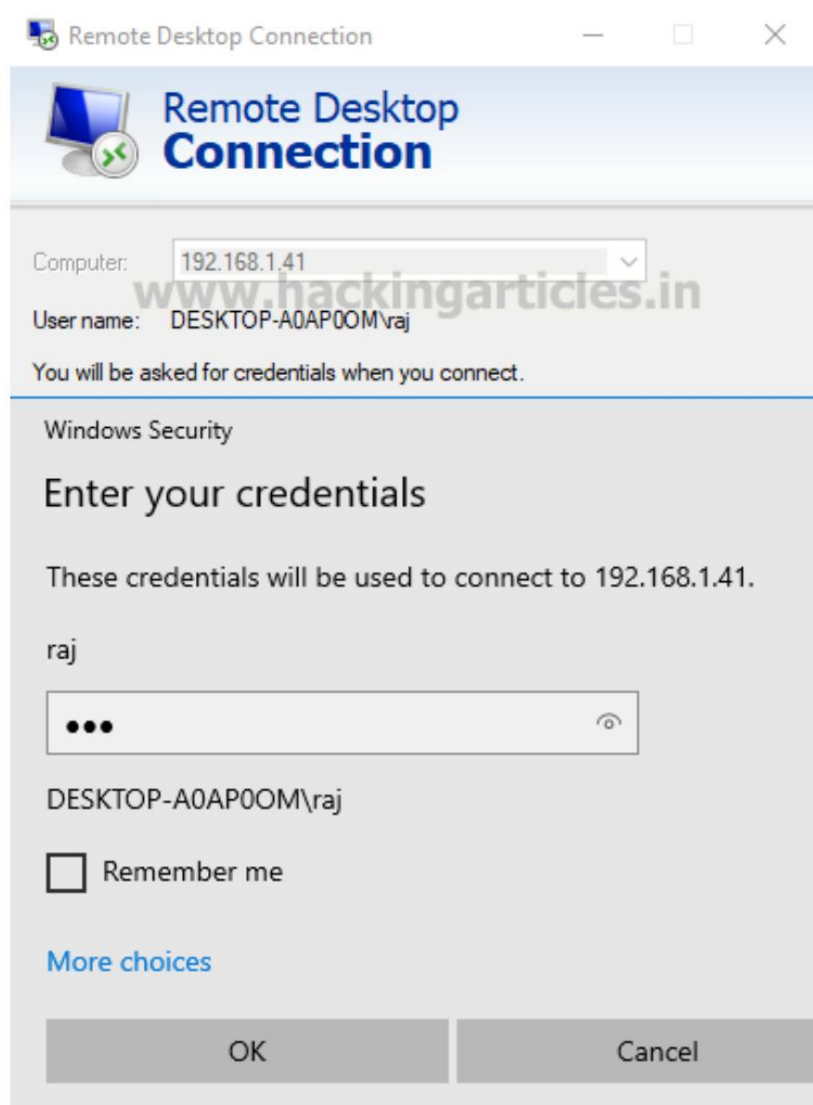 Remote Desktop Connection
Remote Desktop
Connection
Computer: 192.168.1.41
www.hackingarticles.in
User name: DESKTOP-A0AP0OM\raj
You will be asked for credentials when you connect.
Windows Security
Enter your credentials
These credentials will be used to connect to 192.168.1.41.
raj
●●●
DESKTOP-A0AP0OM\raj
Remember me
More choices
OK Cancel